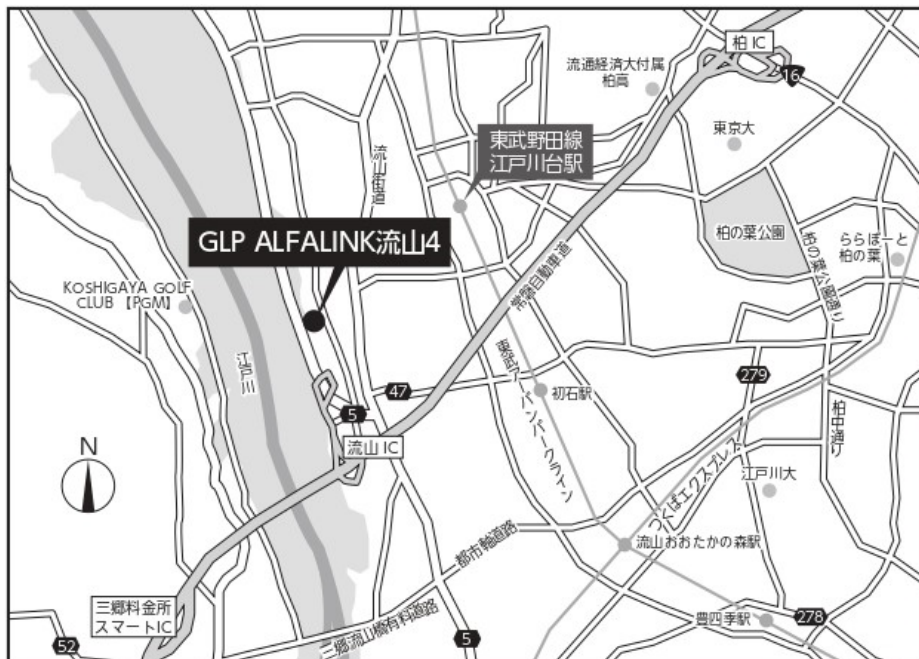 柏 IC
流通経済大付属
柏高
16
東京大
東武野田線
江戸川台駅
流山街道
GLP ALFALINK流山4
柏の葉公園
柏の葉公園通り
ららぽーと
柏の葉
KOSHIGAYA GOLF
CLUB【PGM】
常磐自動車道
江戸川
東武アーバンパークライン
279
47
初石駅
5
柏中通り
流山 IC
N
つくばエクスプレス
江戸川大
都市軸道路
流山おおたかの森駅
三郷料金所
スマートIC
三郷流山橋有料道路
豊四季駅
278
52
5